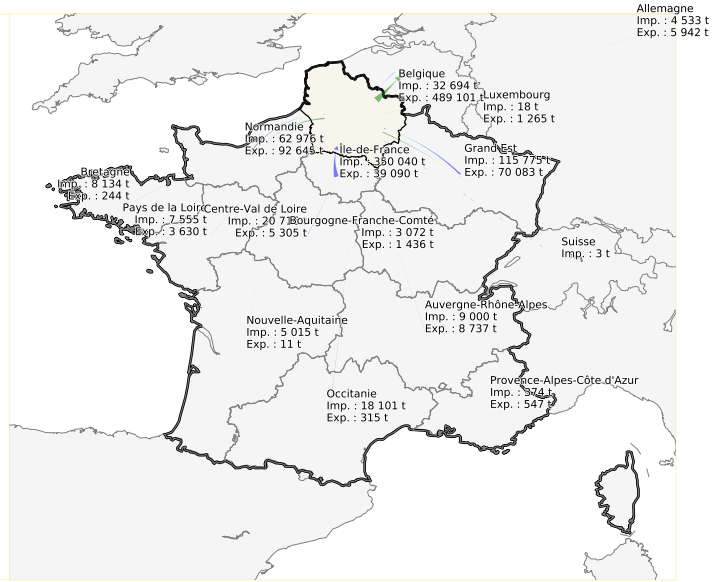 Allemagne
Imp. : 4 533 t
Exp. : 5 942 t
Belgique
Imp. : 32 694 t
Exp. : 489 101 t
Luxembourg
Imp. : 18 t
Exp. : 1 265 t
Normandie
Imp. : 62 976 t
Exp. : 92 645 t
Île-de-France
Imp. : 350 040 t
Exp. : 39 090 t
Grand Est
Imp. : 115 775 t
Exp. : 70 083 t
Bretagne
Imp. : 8 134 t
Exp. : 244 t
Pays de la Loire
Imp. : 7 555 t
Exp. : 3 630 t
Centre-Val de Loire
Imp. : 20 71
Exp. : 5 305 t
Bourgogne-Franche-Comté
Imp. : 3 072 t
Exp. : 1 436 t
Suisse
Imp. : 3 t
Nouvelle-Aquitaine
Imp. : 5 015 t
Exp. : 11 t
Auvergne-Rhône-Alpes
Imp. : 9 000 t
Exp. : 8 737 t
Occitanie
Imp. : 18 101 t
Exp. : 315 t
Provence-Alpes-Côte d'Azur
Imp. : 374 t
Exp. : 547 t